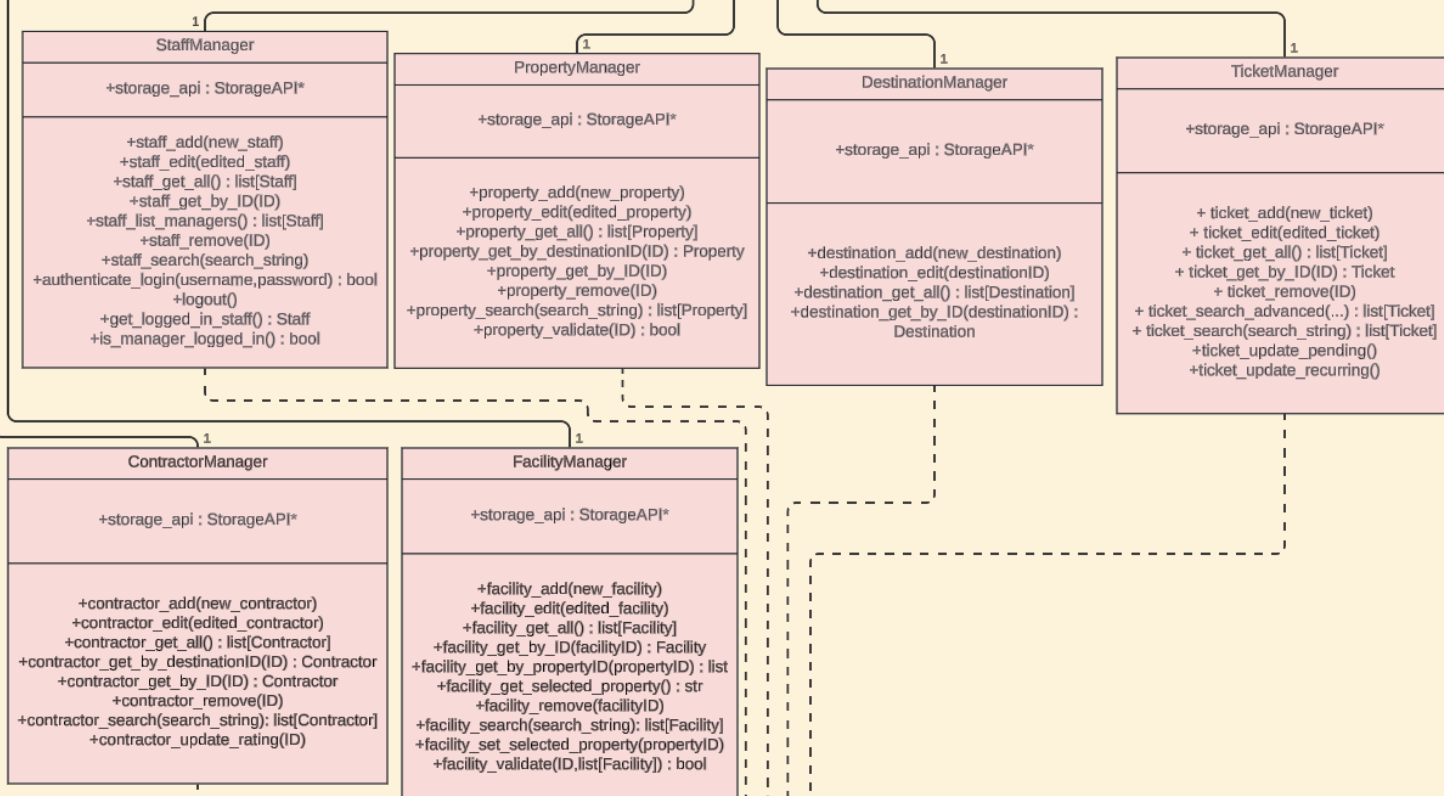 1
StaffManager
+storage_api : StorageAPI*
+staff_add(new_staff)
+staff_edit(edited_staff)
+staff_get_all() : list[Staff]
+staff_get_by_ID(ID)
+staff_list_managers() : list[Staff]
+staff_remove(ID)
+staff_search(search_string)
+authenticate_login(username,password) : bool
+logout()
+get_logged_in_staff() : Staff
+is_manager_logged_in() : bool
1
PropertyManager
+storage_api : StorageAPI*
+property_add(new_property)
+property_edit(edited_property)
+property_get_all() : list[Property]
+property_get_by_destinationID(ID) : Property
+property_get_by_ID(ID)
+property_remove(ID)
+property_search(search_string) : list[Property]
+property_validate(ID) : bool
1
DestinationManager
+storage_api : StorageAPI*
+destination_add(new_destination)
+destination_edit(destinationID)
+destination_get_all() : list[Destination]
+destination_get_by_ID(destinationID) :
Destination
1
TicketManager
+storage_api : StorageAPI*
+ ticket_add(new_ticket)
+ ticket_edit(edited_ticket)
+ ticket_get_all() : list[Ticket]
+ ticket_get_by_ID(ID) : Ticket
+ ticket_remove(ID)
+ ticket_search_advanced(...) : list[Ticket]
+ ticket_search(search_string) : list[Ticket]
+ticket_update_pending()
+ticket_update_recurring()
1
ContractorManager
+storage_api : StorageAPI*
+contractor_add(new_contractor)
+contractor_edit(edited_contractor)
+contractor_get_all() : list[Contractor]
+contractor_get_by_destinationID(ID) : Contractor
+contractor_get_by_ID(ID) : Contractor
+contractor_remove(ID)
+contractor_search(search_string): list[Contractor]
+contractor_update_rating(ID)
1
FacilityManager
+storage_api : StorageAPI*
+facility_add(new_facility)
+facility_edit(edited_facility)
+facility_get_all() : list[Facility]
+facility_get_by_ID(facilityID) : Facility
+facility_get_by_propertyID(propertyID) : list
+facility_get_selected_property() : str
+facility_remove(facilityID)
+facility_search(search_string): list[Facility]
+facility_set_selected_property(propertyID)
+facility_validate(ID,list[Facility]) : bool